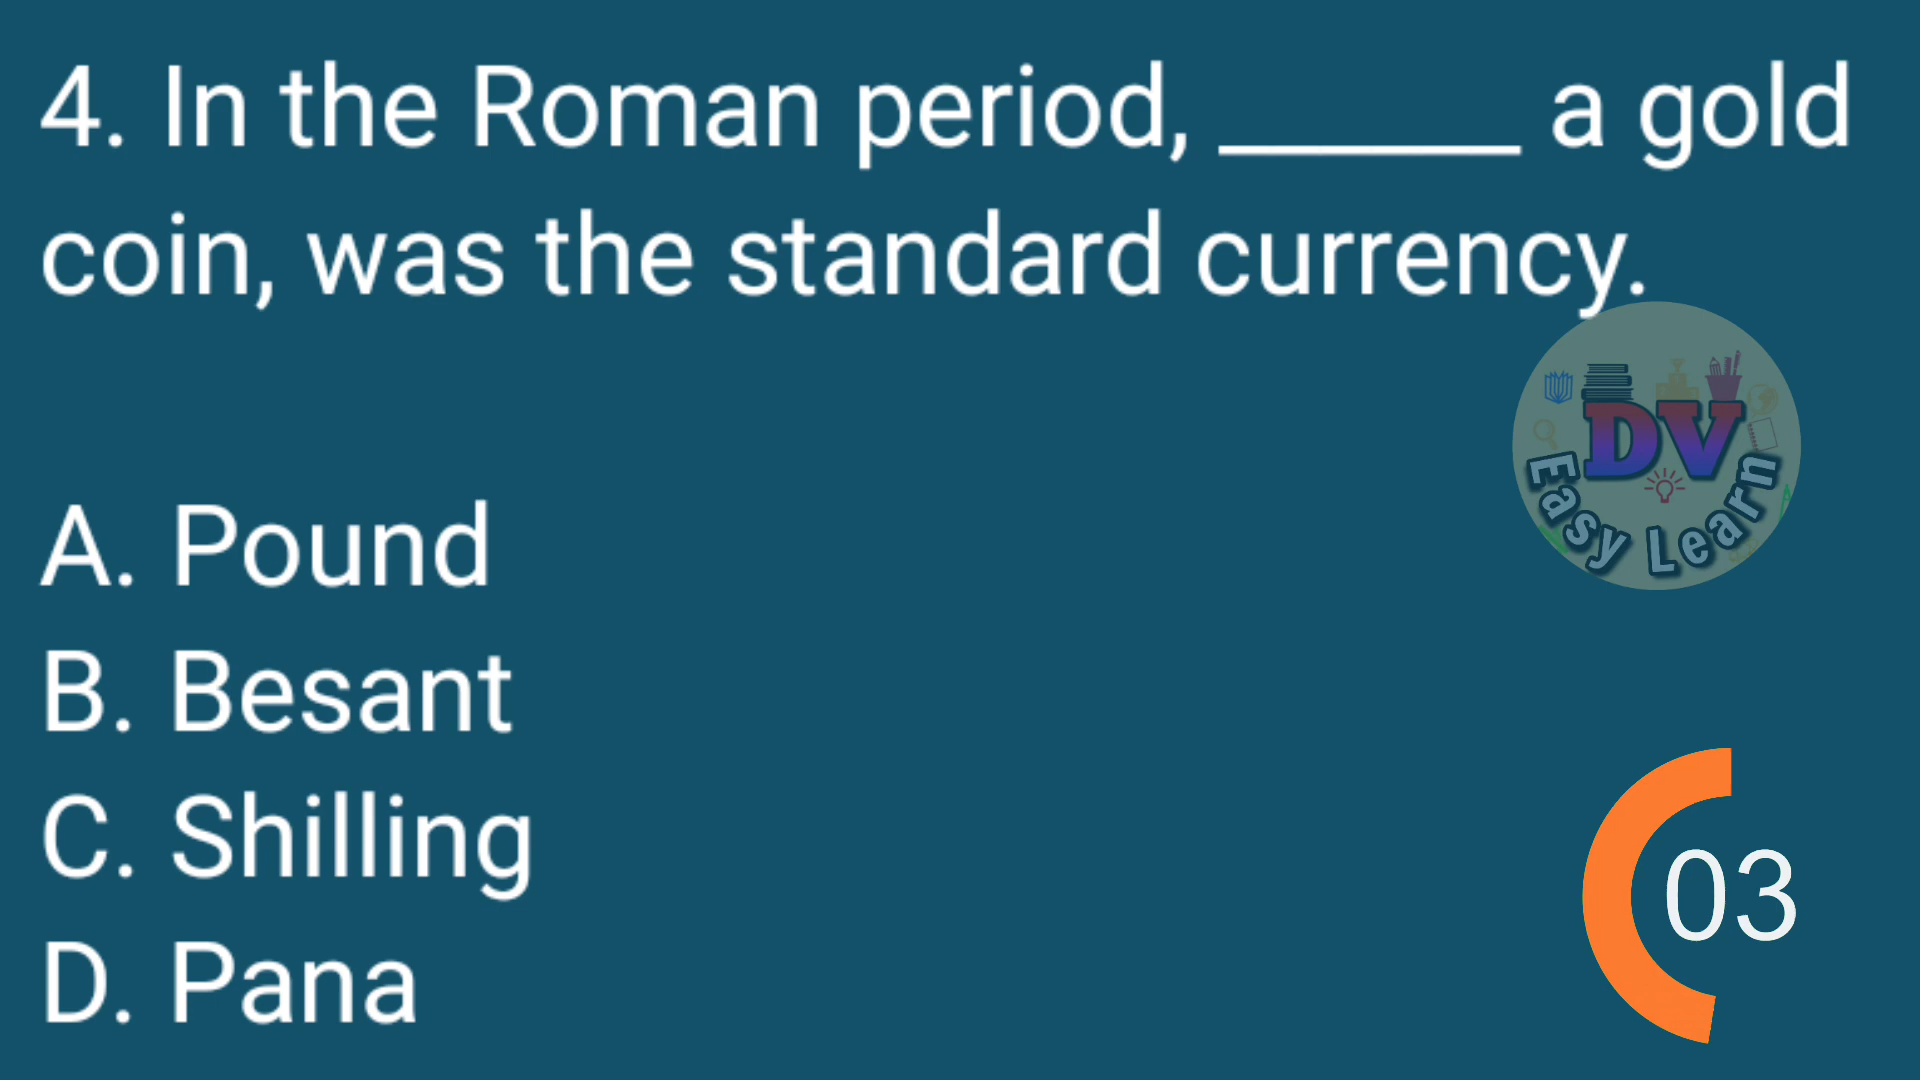 4. In the Roman period, ______ a gold
coin, was the standard currency.
DV
Easy Learn
A. Pound
B. Besant
C. Shilling
D. Pana
03